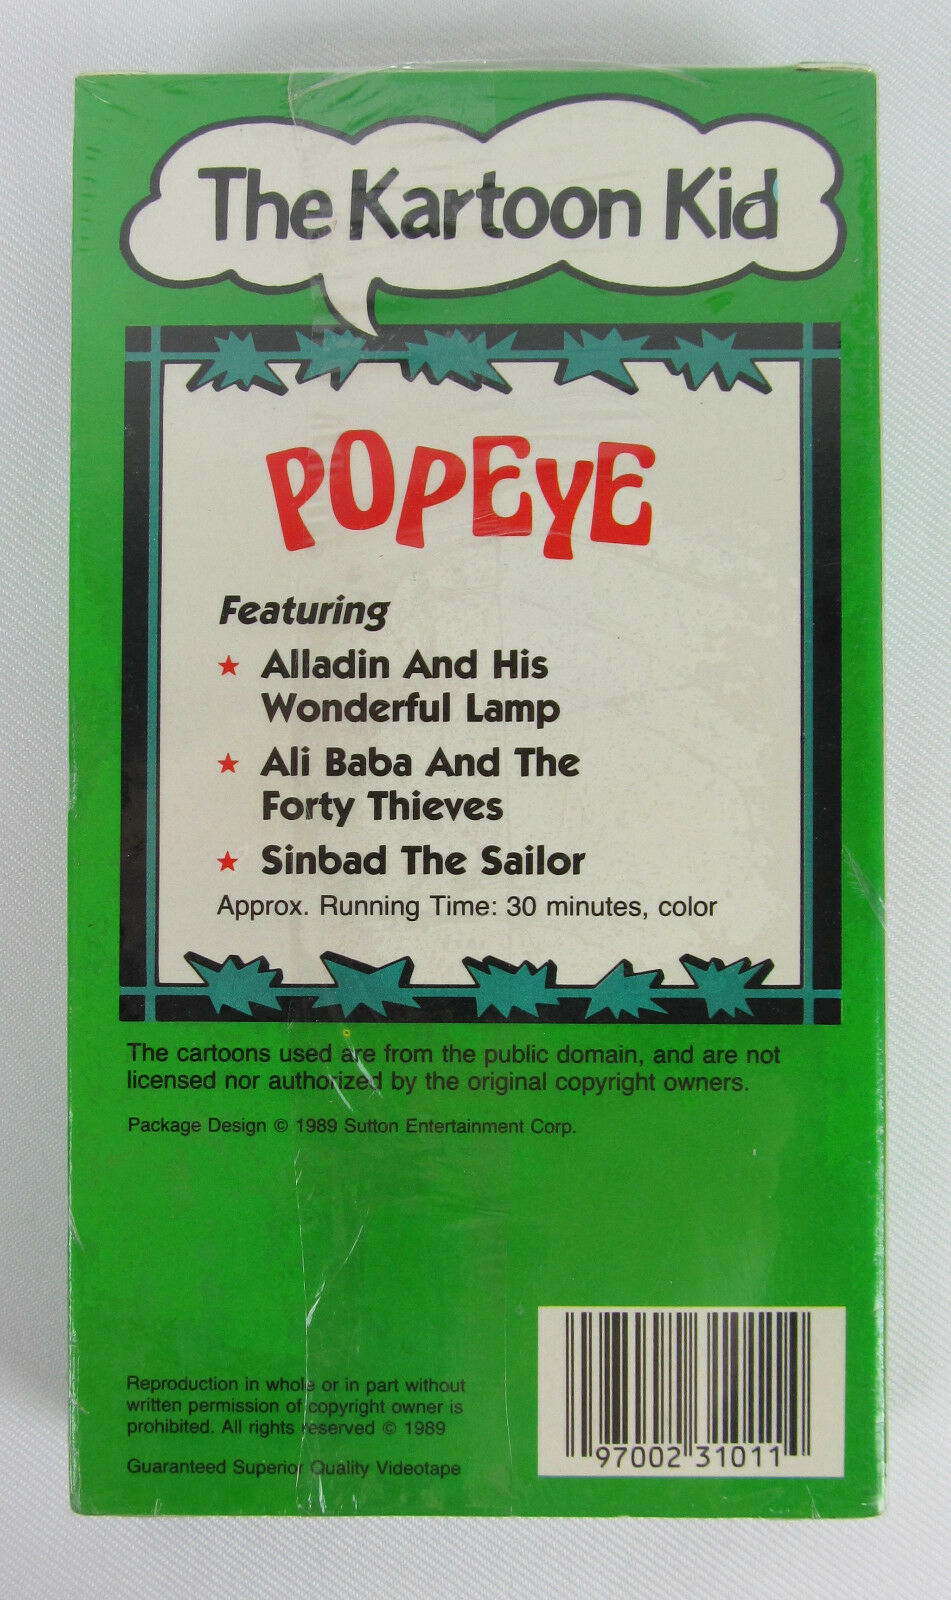 The Kartoon Kid
POPEYE
Featuring
★ Alladin And His
Wonderful Lamp
★ Ali Baba And The
Forty Thieves
★ Sinbad The Sailor
Approx. Running Time: 30 minutes, color
The cartoons used are from the public domain, and are not
licensed nor authorized by the original copyright owners.
Package Design © 1989 Sutton Entertainment Corp.
Reproduction in whole or in part without
written permission of copyright owner is
prohibited. All rights reserved © 1989
Guaranteed Superior Quality Videotape
97002 31011